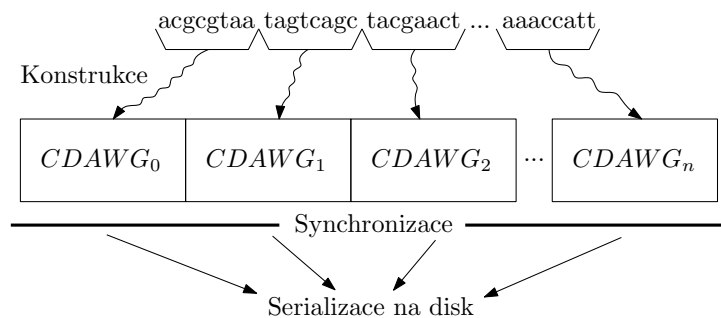 acgcgtaa tagtcagc tacgaact ... aaaccatt
Konstrukce
CDAWG₀ CDAWG₁ CDAWG₂ ... CDAWGₙ
Synchronizace
Serializace na disk